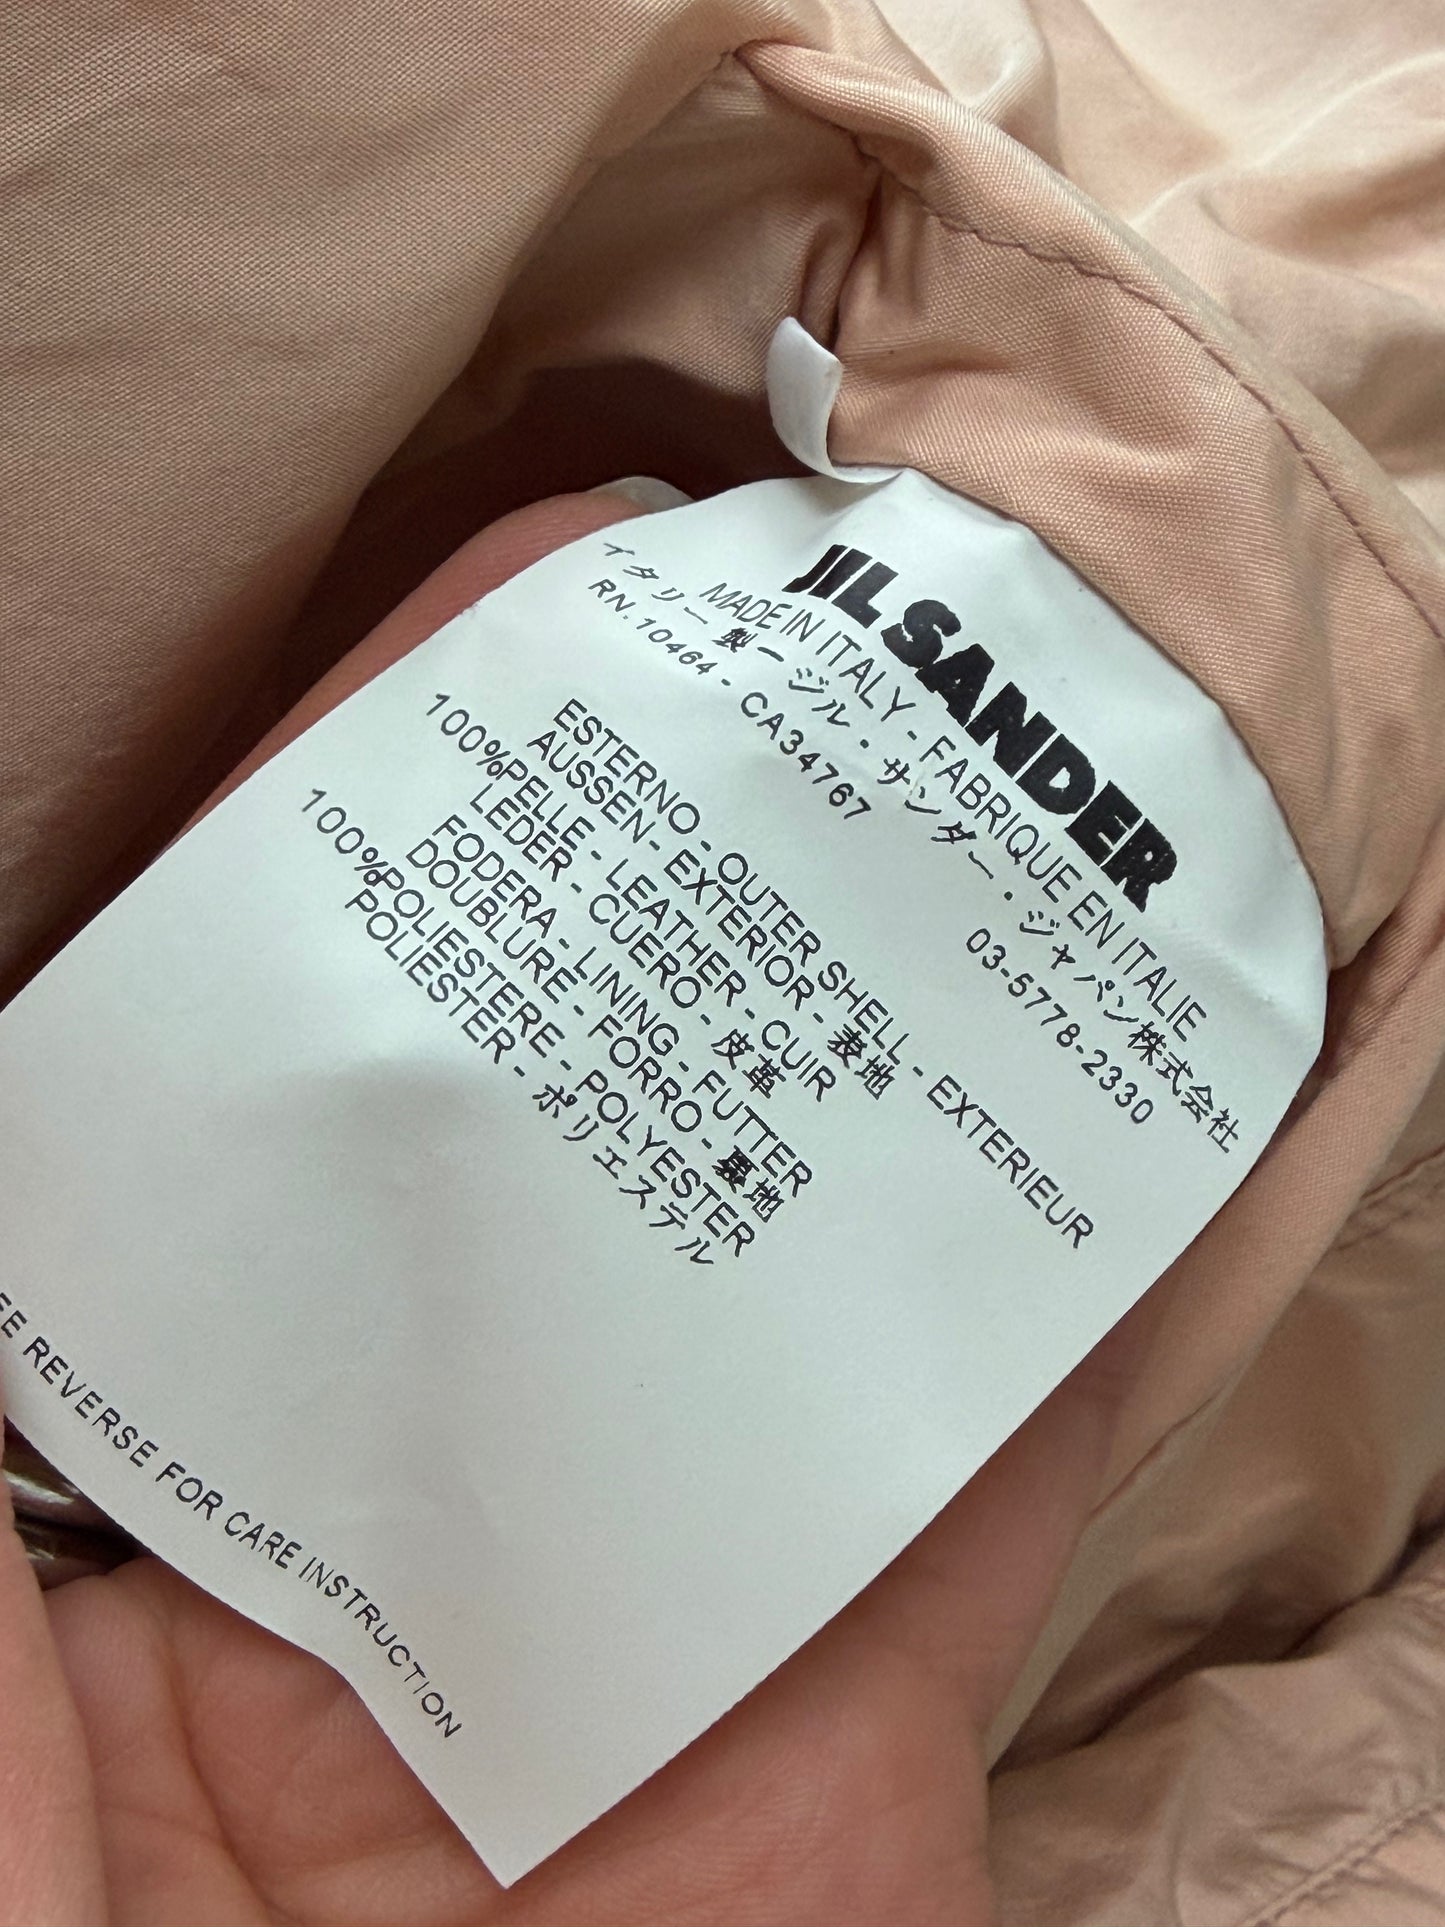 JIL SANDER
MADE IN ITALY - FABRIQUE EN ITALIE
イタリー製ージル・サンダー・ジャパン株式会社
RN.10464 - CA34767 03-5778-2330
ESTERNO - OUTER SHELL - EXTERIEUR
AUSSEN - EXTERIOR - 表地
100%PELLE - LEATHER - CUIR
LEDER - CUERO - 皮革
FODERA - LINING - FUTTER
DOUBLURE - FORRO - 裏地
100%POLIESTERE - POLYESTER
POLIESTER - ポリエステル
REVERSE FOR CARE INSTRUCTION